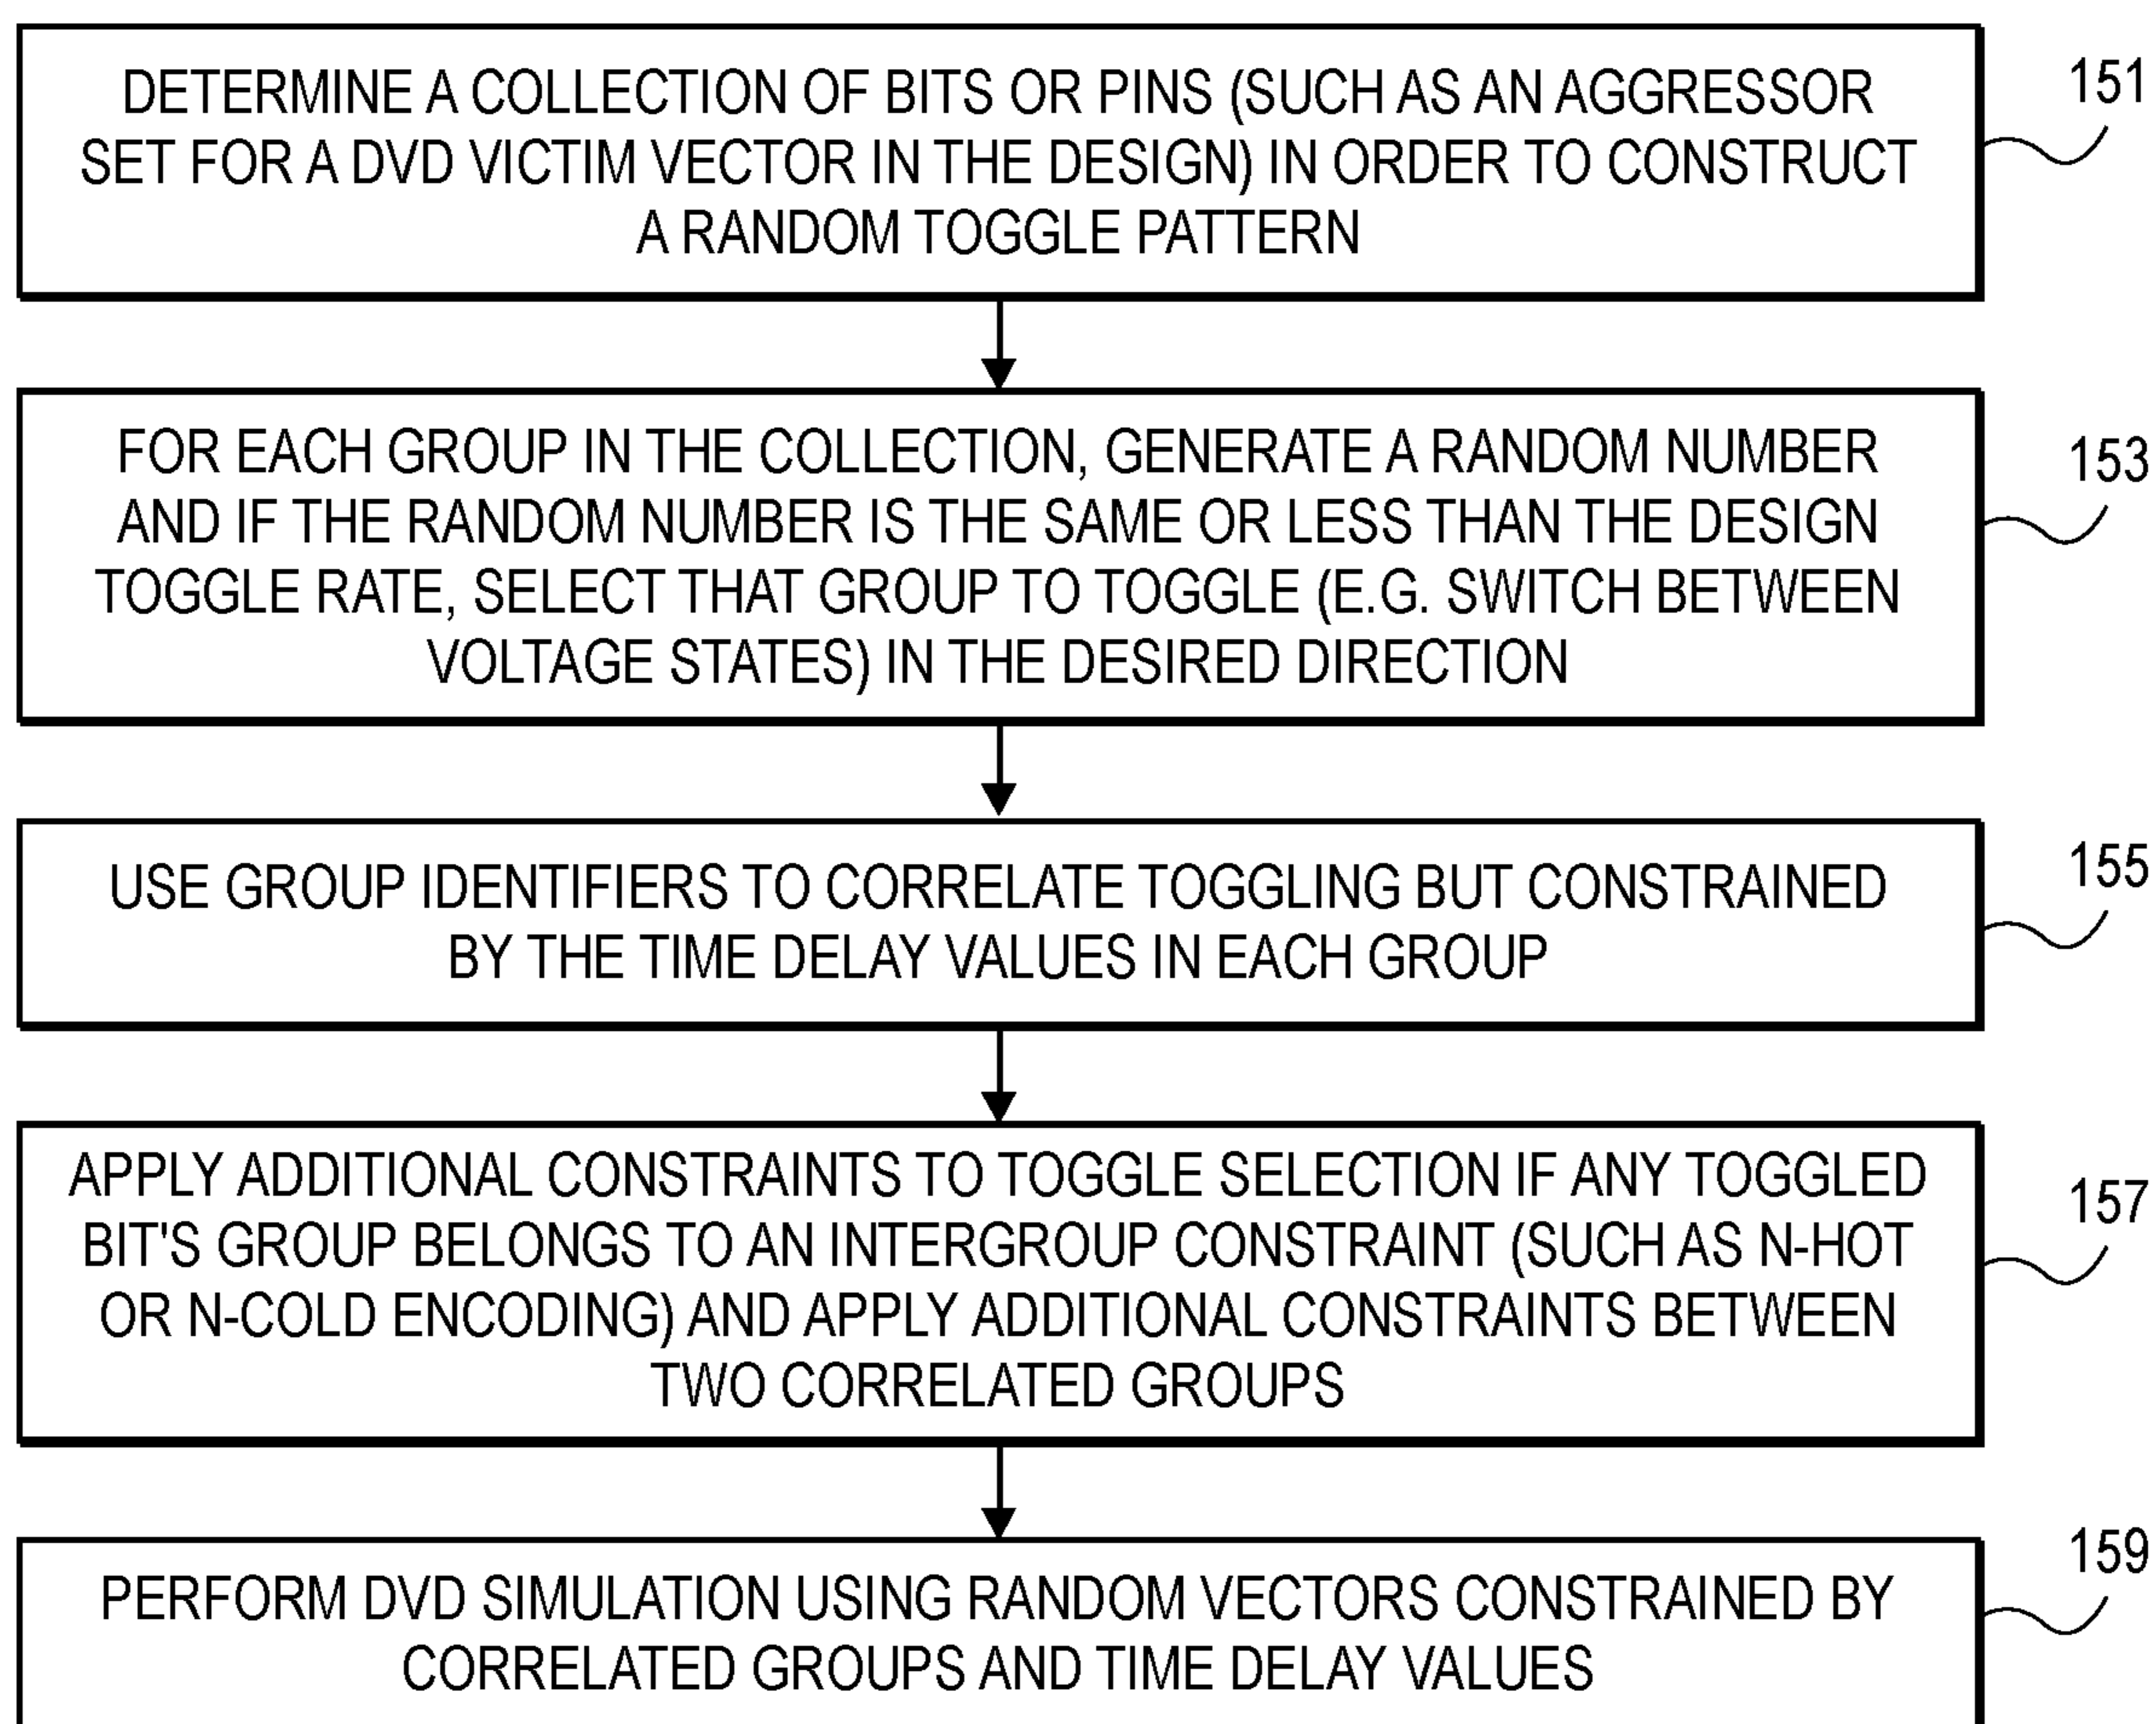 DETERMINE A COLLECTION OF BITS OR PINS (SUCH AS AN AGGRESSOR
SET FOR A DVD VICTIM VECTOR IN THE DESIGN) IN ORDER TO CONSTRUCT
A RANDOM TOGGLE PATTERN
151
FOR EACH GROUP IN THE COLLECTION, GENERATE A RANDOM NUMBER
AND IF THE RANDOM NUMBER IS THE SAME OR LESS THAN THE DESIGN
TOGGLE RATE, SELECT THAT GROUP TO TOGGLE (E.G. SWITCH BETWEEN
VOLTAGE STATES) IN THE DESIRED DIRECTION
153
USE GROUP IDENTIFIERS TO CORRELATE TOGGLING BUT CONSTRAINED
BY THE TIME DELAY VALUES IN EACH GROUP
155
APPLY ADDITIONAL CONSTRAINTS TO TOGGLE SELECTION IF ANY TOGGLED
BIT'S GROUP BELONGS TO AN INTERGROUP CONSTRAINT (SUCH AS N-HOT
OR N-COLD ENCODING) AND APPLY ADDITIONAL CONSTRAINTS BETWEEN
TWO CORRELATED GROUPS
157
PERFORM DVD SIMULATION USING RANDOM VECTORS CONSTRAINED BY
CORRELATED GROUPS AND TIME DELAY VALUES
159